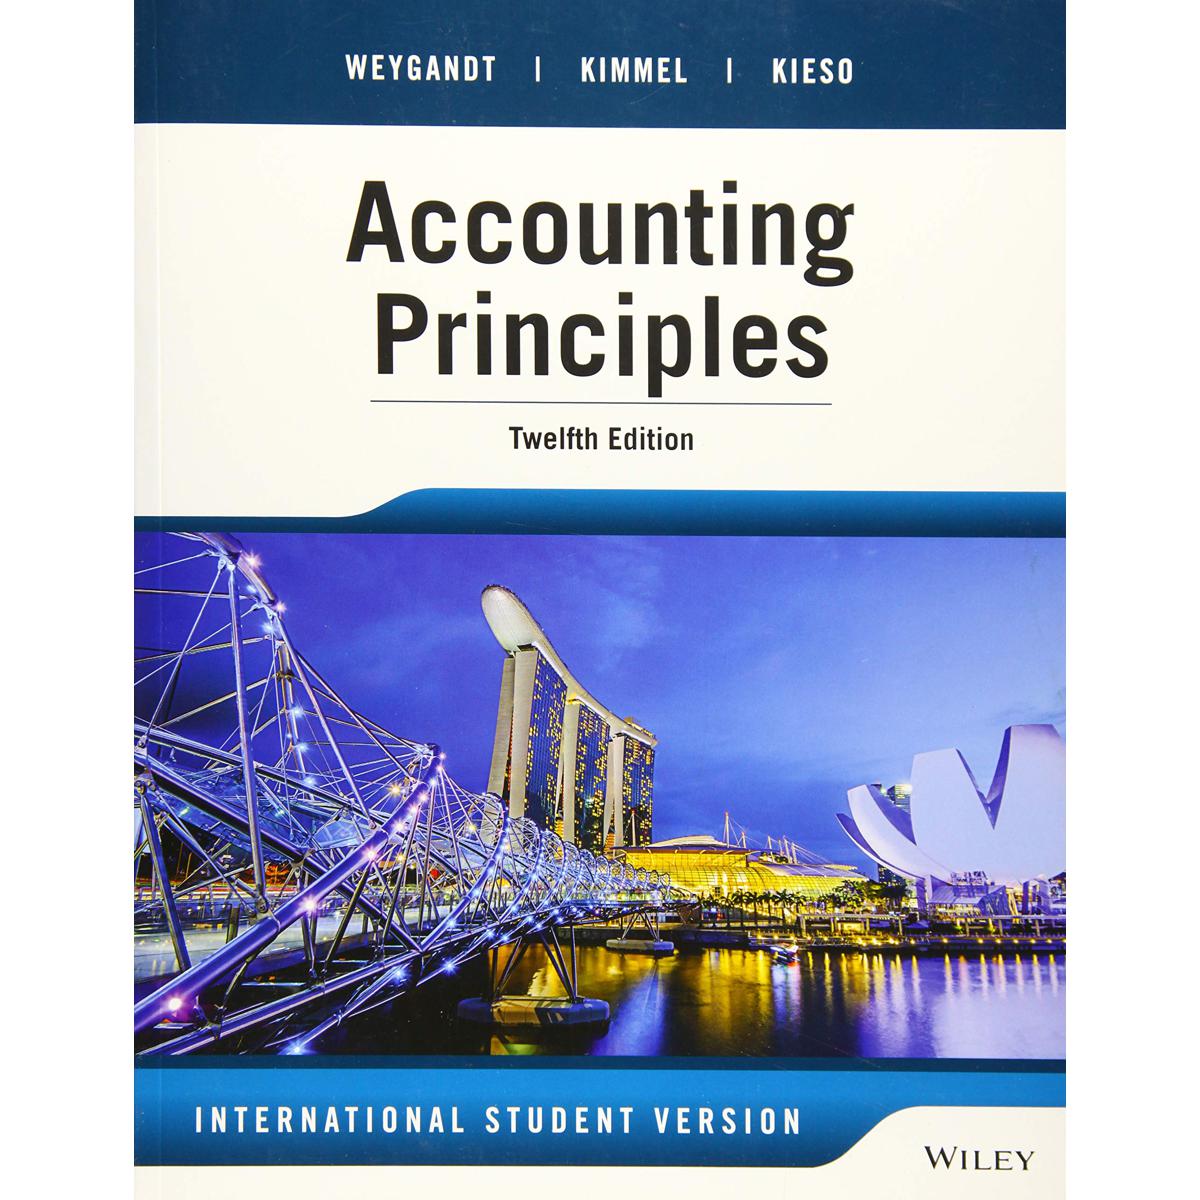 WEYGANDT | KIMMEL | KIESO
Accounting
Principles
Twelfth Edition
INTERNATIONAL STUDENT VERSION
WILEY